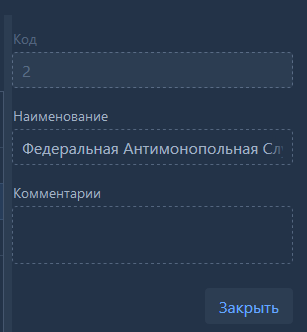 Код
2
Наименование
Федеральная Антимонопольная
Комментарии
Закрыть